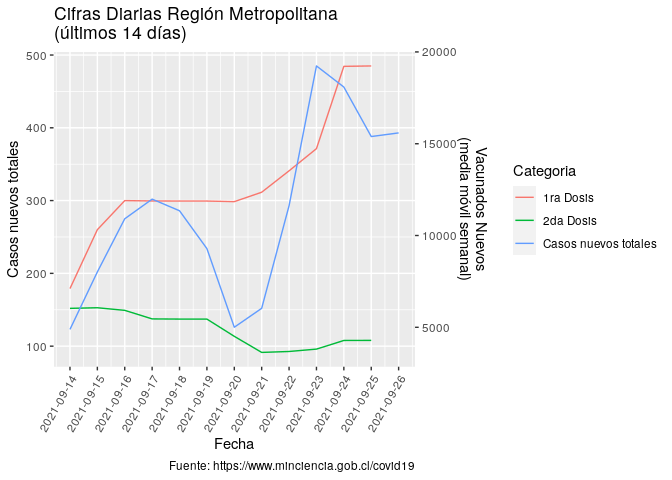 Cifras Diarias Región Metropolitana
(últimos 14 días)
Casos nuevos totales
500
400
300
200
100
20000
15000
10000
5000
Vacunados Nuevos
(media móvil semanal)
2021-09-14
2021-09-15
2021-09-16
2021-09-17
2021-09-18
2021-09-19
2021-09-20
2021-09-21
2021-09-22
2021-09-23
2021-09-24
2021-09-25
2021-09-26
Fecha
Categoria
1ra Dosis
2da Dosis
Casos nuevos totales
Fuente: https://www.minciencia.gob.cl/covid19